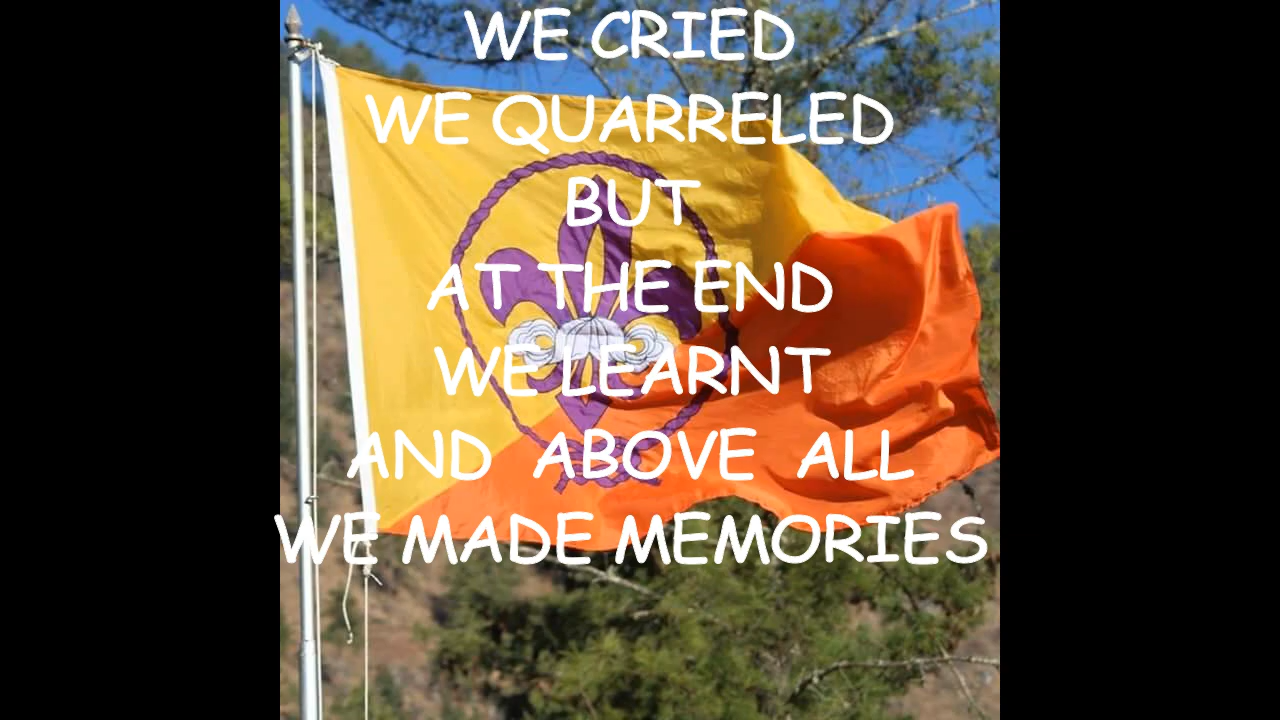 WE CRIED
WE QUARRELED
BUT
AT THE END
WE LEARNT
AND ABOVE ALL
WE MADE MEMORIES